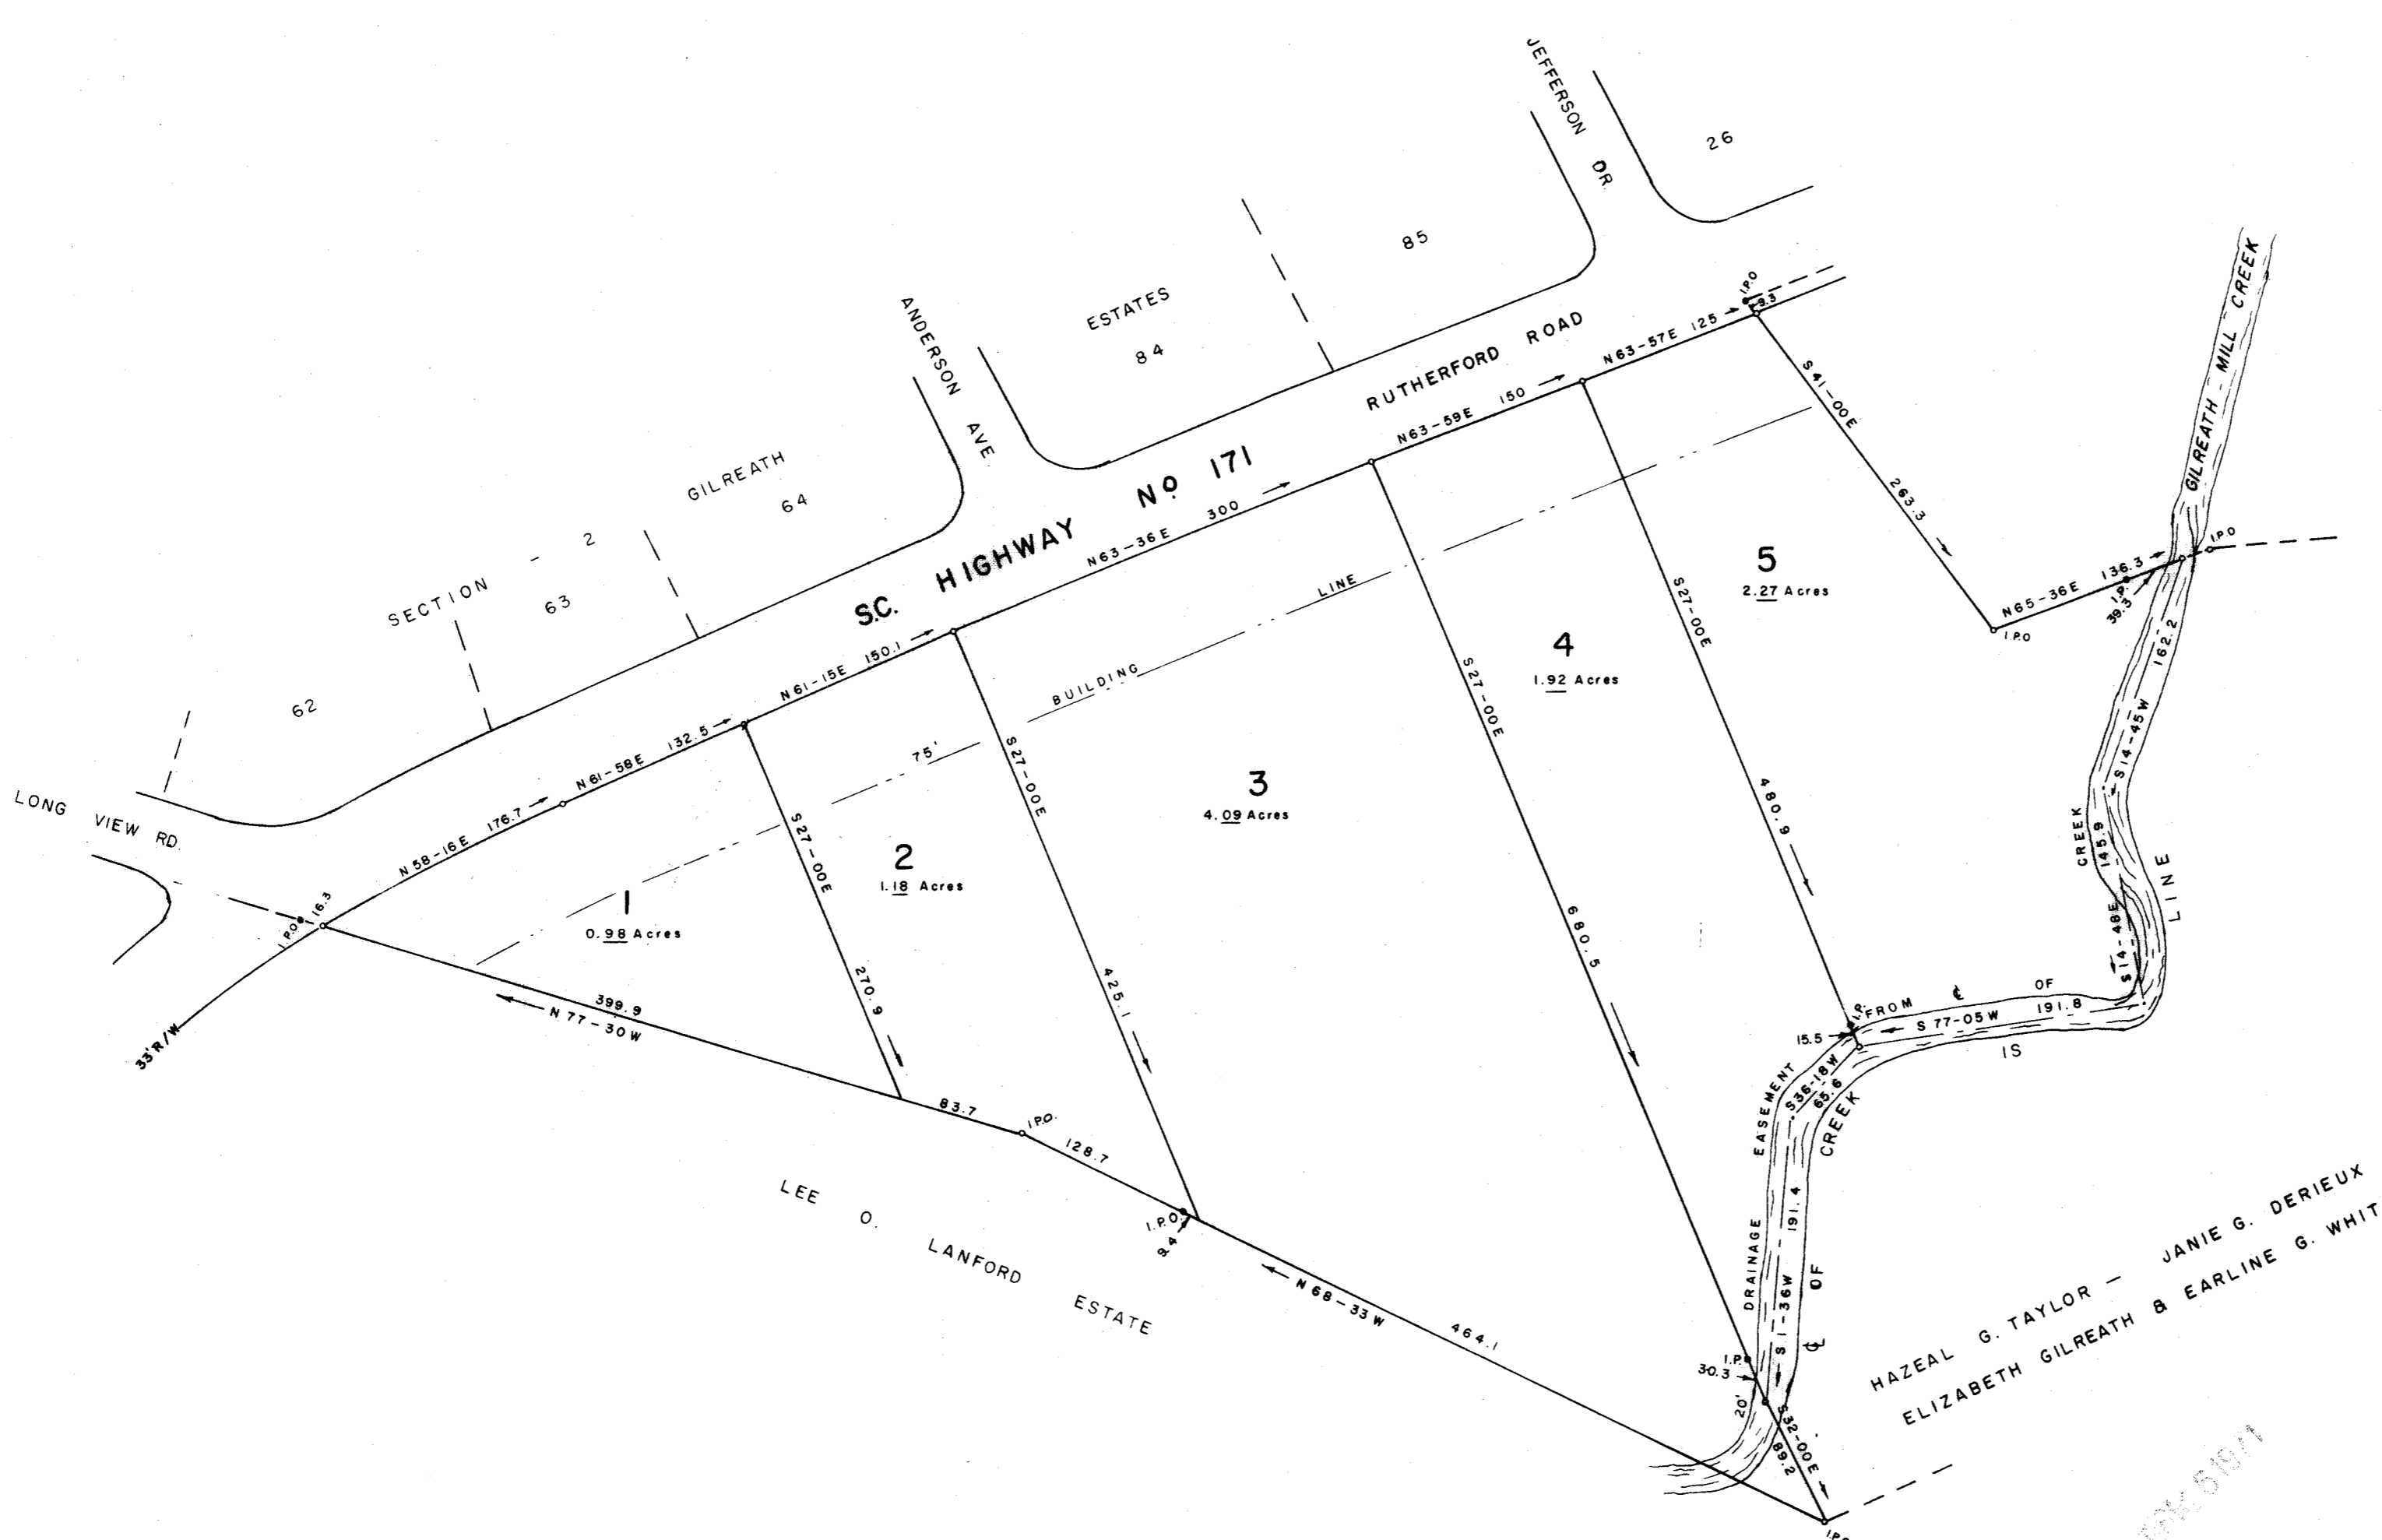 JEFFERSON DR.
26
85
ANDERSON AVE.
ESTATES
84
GILREATH
64
SECTION - 2
63
62
LONG VIEW RD.
S.C. HIGHWAY No 171
RUTHERFORD ROAD
I.P.O
9.3
N63-57E 125
N63-59E 150
N63-36E 300
N61-15E 150.1
N61-58E 132.5
N58-16E 176.7
I.P.O.
16.3
33' R/W
75' BUILDING LINE
1
0.98 Acres
2
1.18 Acres
3
4.09 Acres
4
1.92 Acres
5
2.27 Acres
S27-00E 270.9
S27-00E 425.1
S27-00E 680.5
S27-00E 480.9
S41-00E 263.3
I.P.O
N65-36E 136.3
I.P.
39.3
I.P.O
GILREATH - MILL CREEK
S14-45W 162.2
CREEK
145.9
S14-48E
LINE
I.P.
FROM ℄ OF
S77-05W 191.8
IS
15.5
S36-18W
65.6
CREEK
DRAINAGE EASEMENT
S.1-36W - 191.4
℄ OF
I.P.
30.3
20'
S32-00E
89.2
I.P.O
399.9
N77-30W
83.7
I.P.O.
128.7
I.P.O.
9.4
N68-33W 464.1
LEE O. LANFORD ESTATE
HAZEAL G. TAYLOR - JANIE G. DERIEUX
ELIZABETH GILREATH & EARLINE G. WHIT